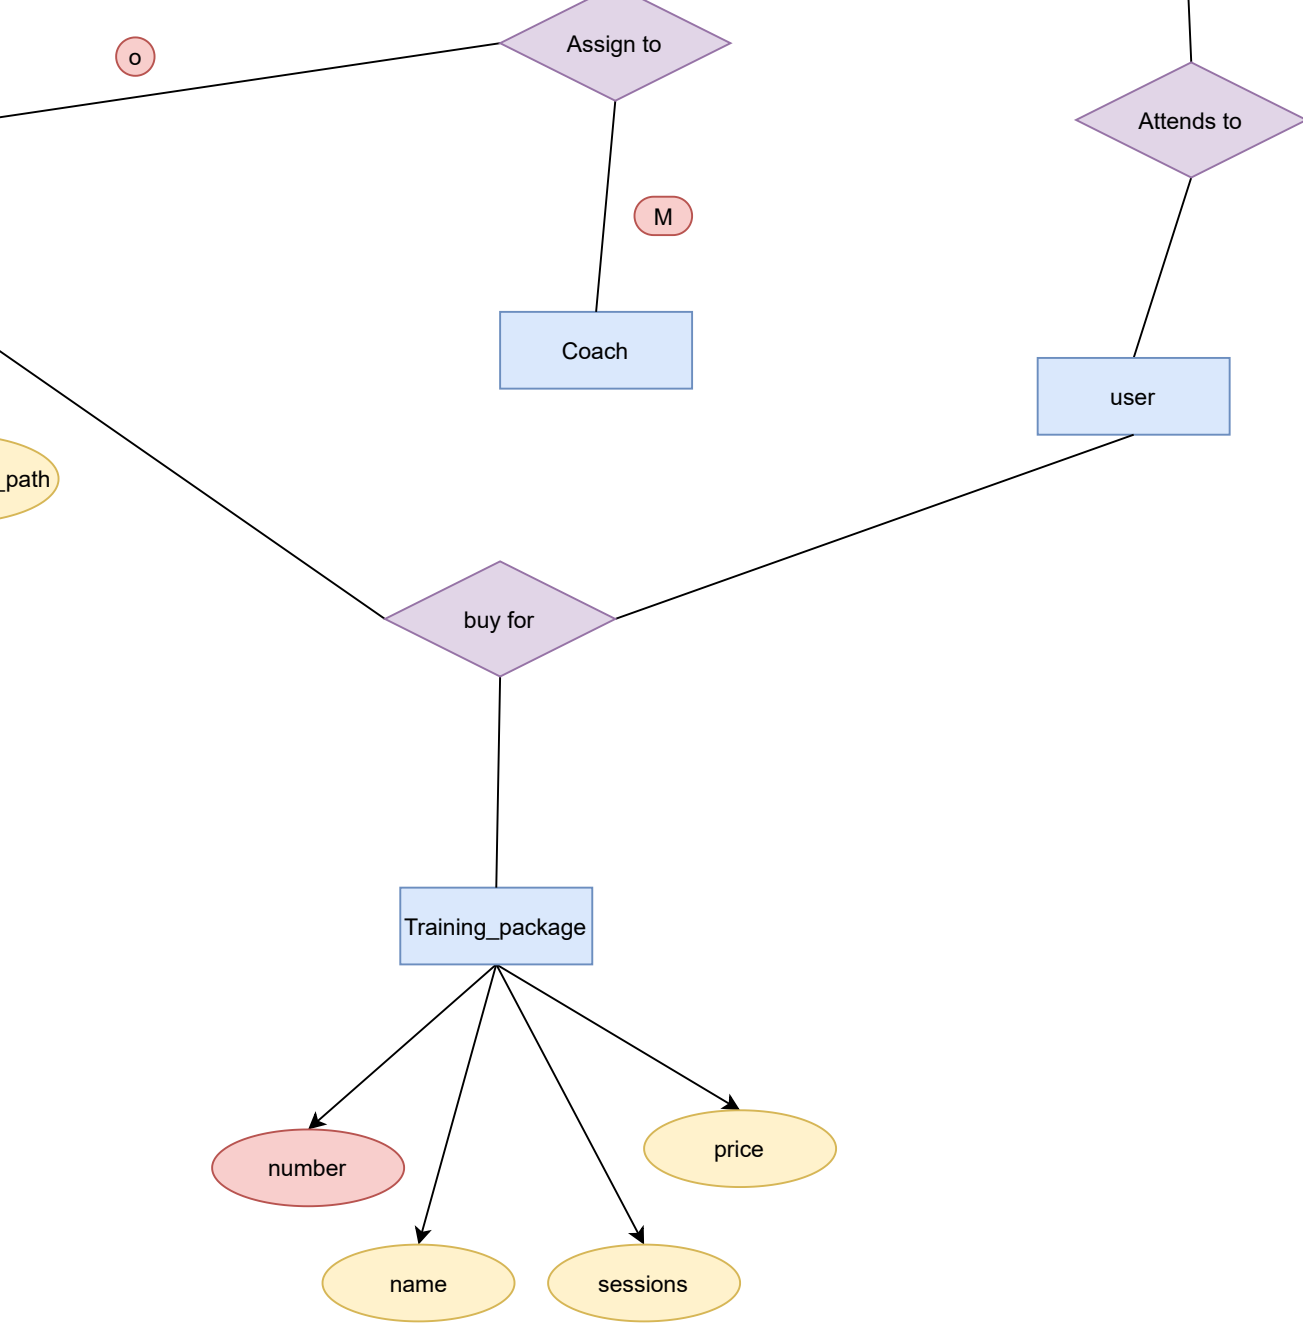 Assign to
o
Attends to
M
Coach
user
_path
buy for
Training_package
price
number
name
sessions